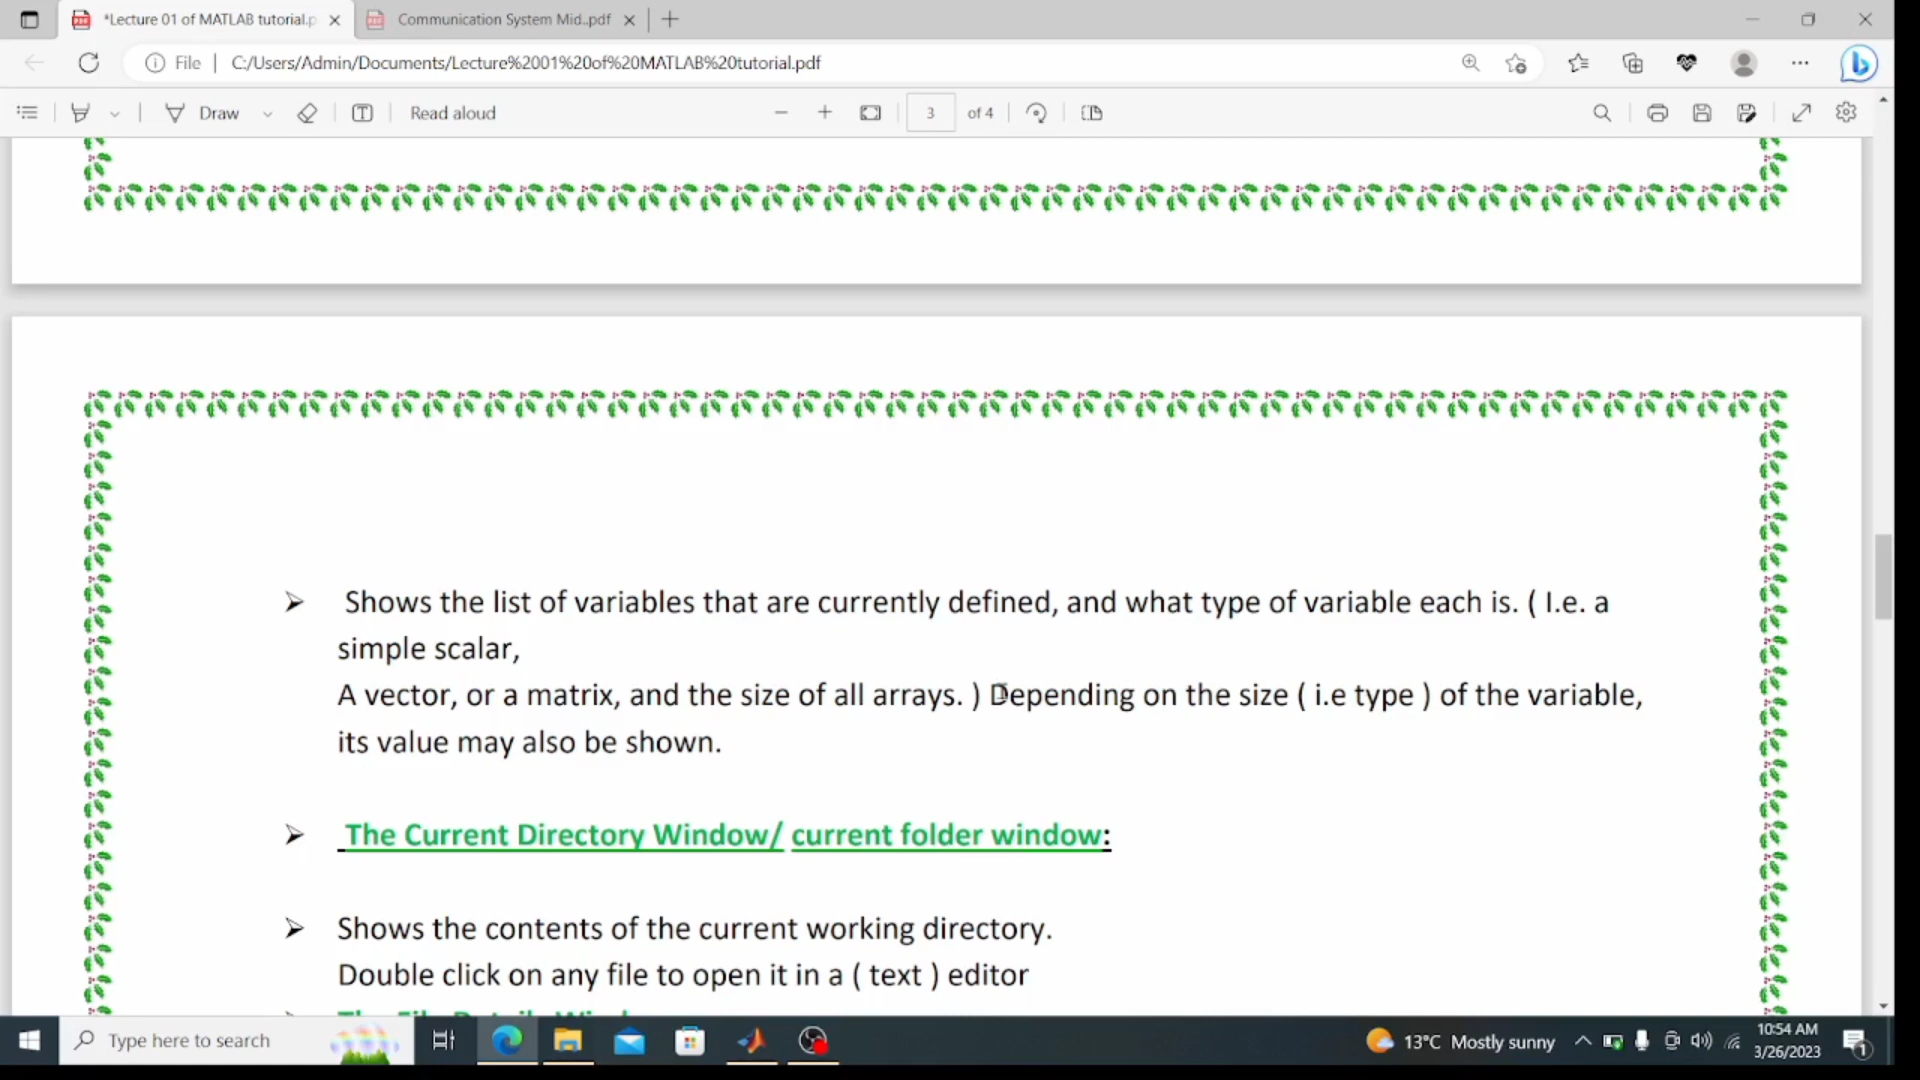 *Lecture 01 of MATLAB tutorial.p
Communication System Mid..pdf
File
C:/Users/Admin/Documents/Lecture%2001%20of%20MATLAB%20tutorial.pdf
Draw
Read aloud
3
of 4
Shows the list of variables that are currently defined, and what type of variable each is. ( I.e. a
simple scalar,
A vector, or a matrix, and the size of all arrays. ) Depending on the size ( i.e type ) of the variable,
its value may also be shown.
The Current Directory Window/ current folder window:
Shows the contents of the current working directory.
Double click on any file to open it in a ( text ) editor
Type here to search
13°C Mostly sunny
10:54 AM
3/26/2023
1